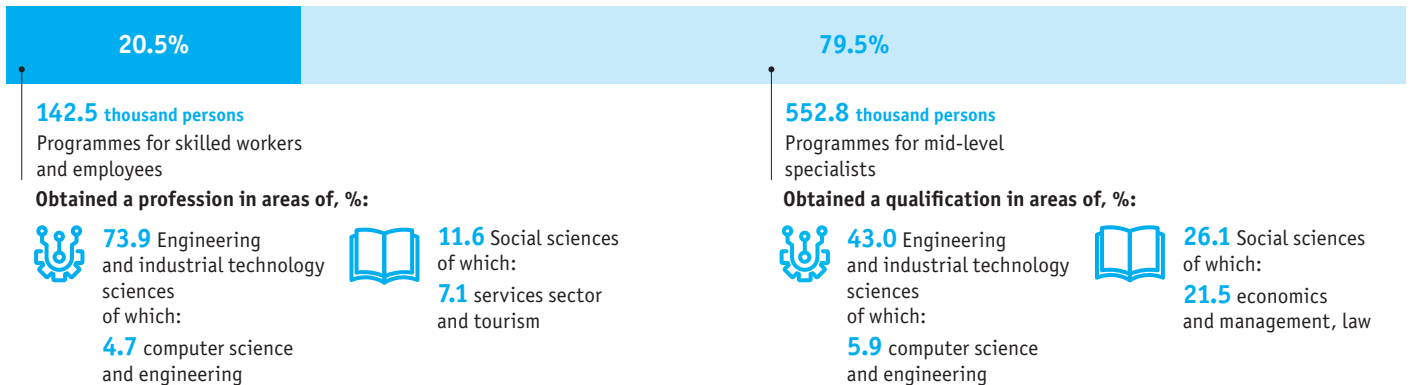 20.5%
79.5%
142.5 thousand persons
Programmes for skilled workers
and employees
Obtained a profession in areas of, %:
73.9 Engineering
and industrial technology
sciences
of which:
4.7 computer science
and engineering
11.6 Social sciences
of which:
7.1 services sector
and tourism
552.8 thousand persons
Programmes for mid-level
specialists
Obtained a qualification in areas of, %:
43.0 Engineering
and industrial technology
sciences
of which:
5.9 computer science
and engineering
26.1 Social sciences
of which:
21.5 economics
and management, law